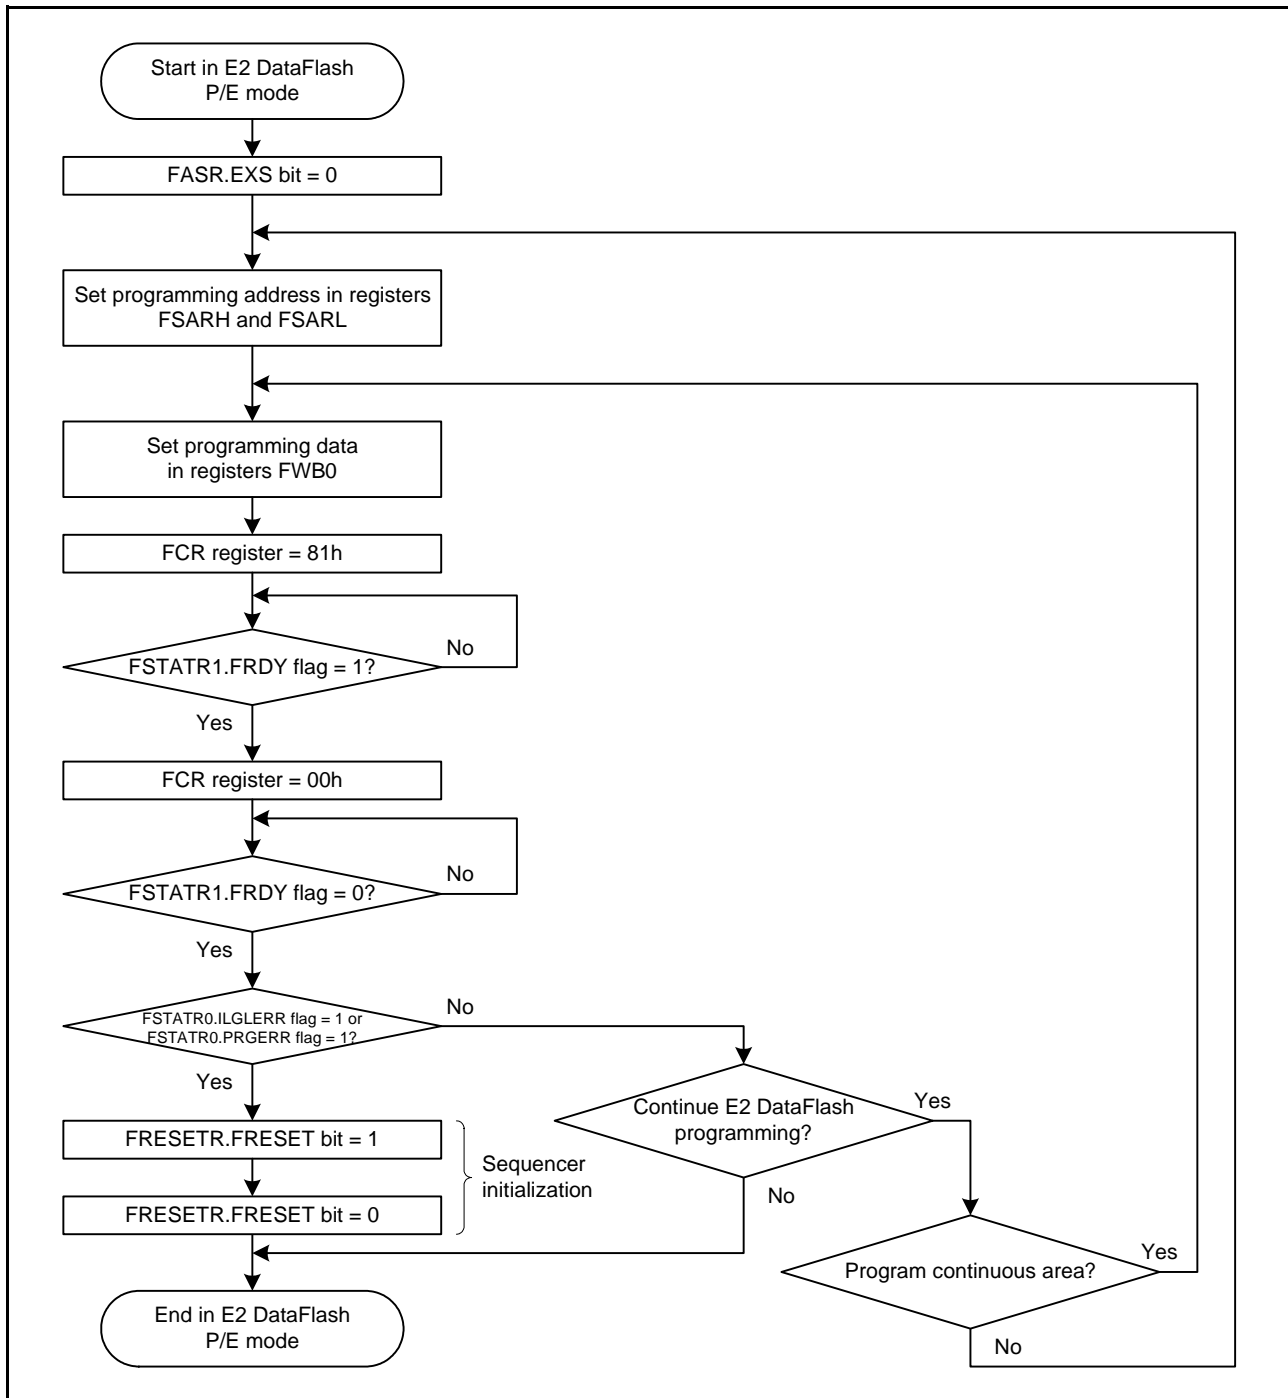 Start in E2 DataFlash
P/E mode
FASR.EXS bit = 0
Set programming address in registers
FSARH and FSARL
Set programming data
in registers FWB0
FCR register = 81h
FSTATR1.FRDY flag = 1?
No
Yes
FCR register = 00h
FSTATR1.FRDY flag = 0?
No
Yes
FSTATR0.ILGLERR flag = 1 or
FSTATR0.PRGERR flag = 1?
No
Yes
Continue E2 DataFlash
programming?
Yes
No
FRESETR.FRESET bit = 1
FRESETR.FRESET bit = 0
Sequencer
initialization
Program continuous area?
Yes
No
End in E2 DataFlash
P/E mode